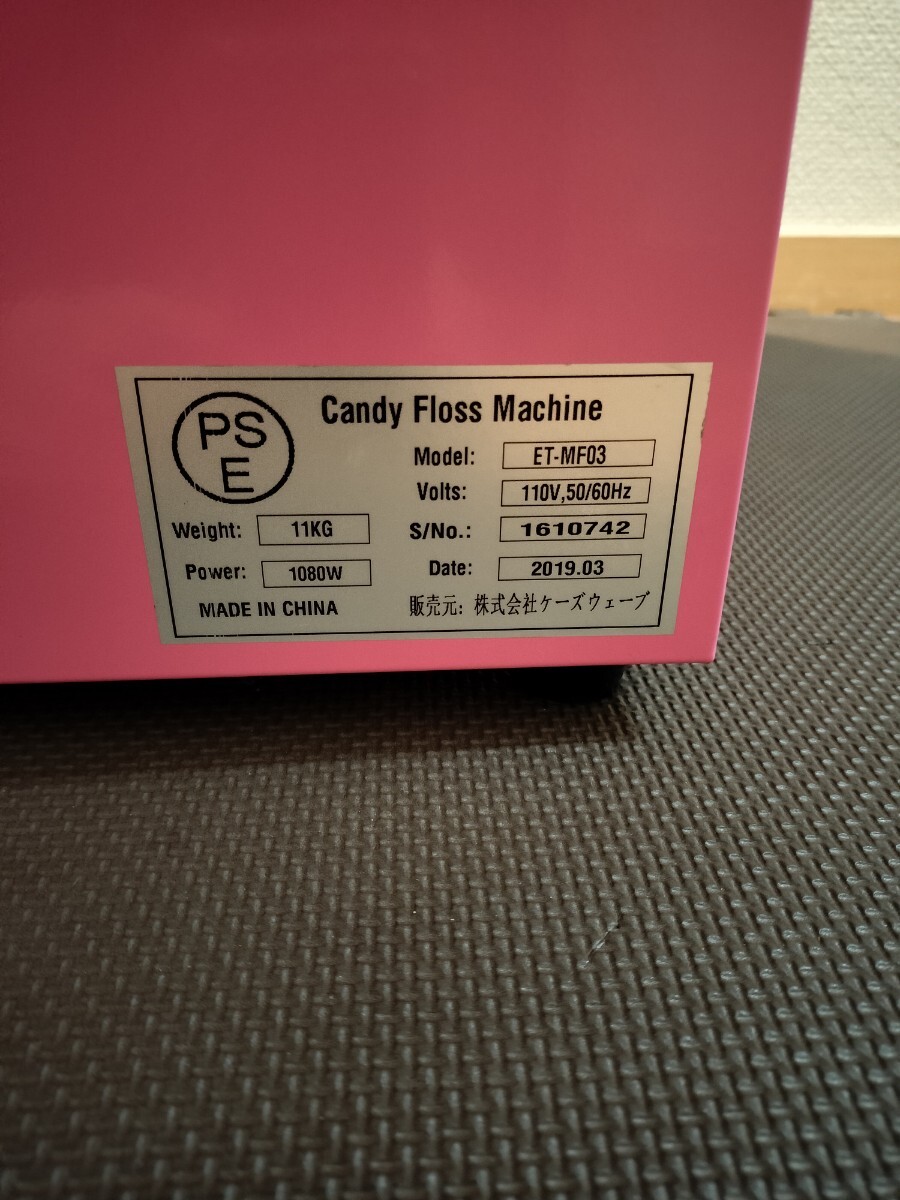 PS
E
Candy Floss Machine
Model: ET-MF03
Volts: 110V,50/60Hz
Weight: 11KG
S/No.: 1610742
Power: 1080W
Date: 2019.03
MADE IN CHINA
販売元: 株式会社ケーズウェーブ